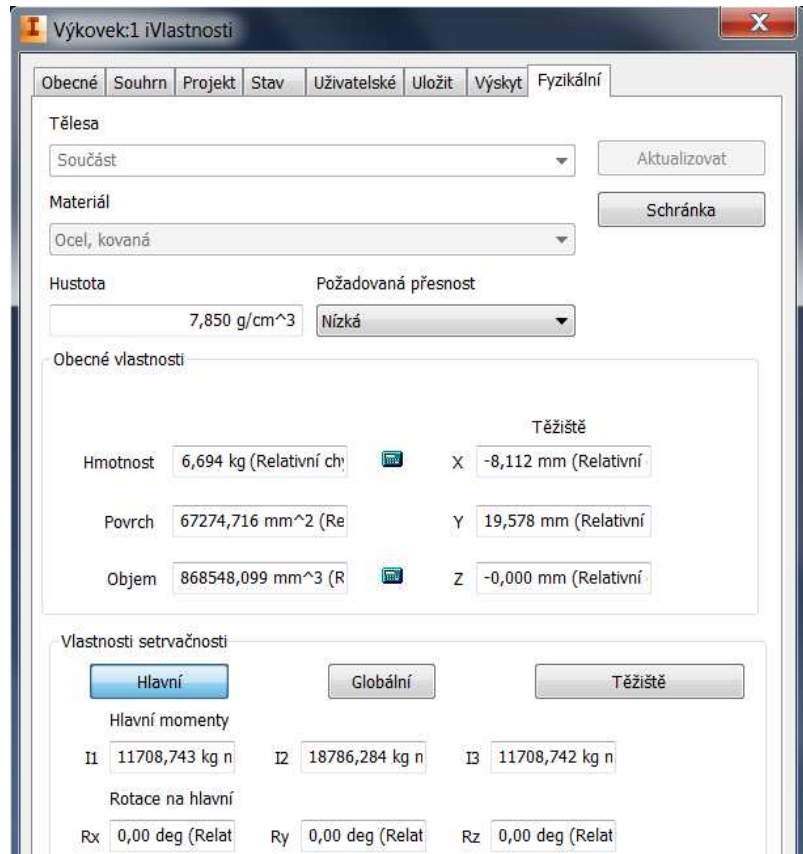 Výkovek:1 iVlastnosti
Obecné Souhrn Projekt Stav Uživatelské Uložit Výskyt Fyzikální
Tělesa
Součást Aktualizovat
Materiál
Schránka
Ocel, kovaná
Hustota Požadovaná přesnost
7,850 g/cm^3 Nízká
Obecné vlastnosti
Těžiště
Hmotnost 6,694 kg (Relativní X -8,112 mm (Relativní
Povrch 67274,716 mm^2 (Re Y 19,578 mm (Relativní
Objem 868548,099 mm^3 (R Z -0,000 mm (Relativní
Vlastnosti setrvačnosti
Hlavní Globální Těžiště
Hlavní momenty
I1 11708,743 kg I2 18786,284 kg I3 11708,742 kg
Rotace na hlavní
Rx 0,00 deg (Relat Ry 0,00 deg (Relat Rz 0,00 deg (Relat